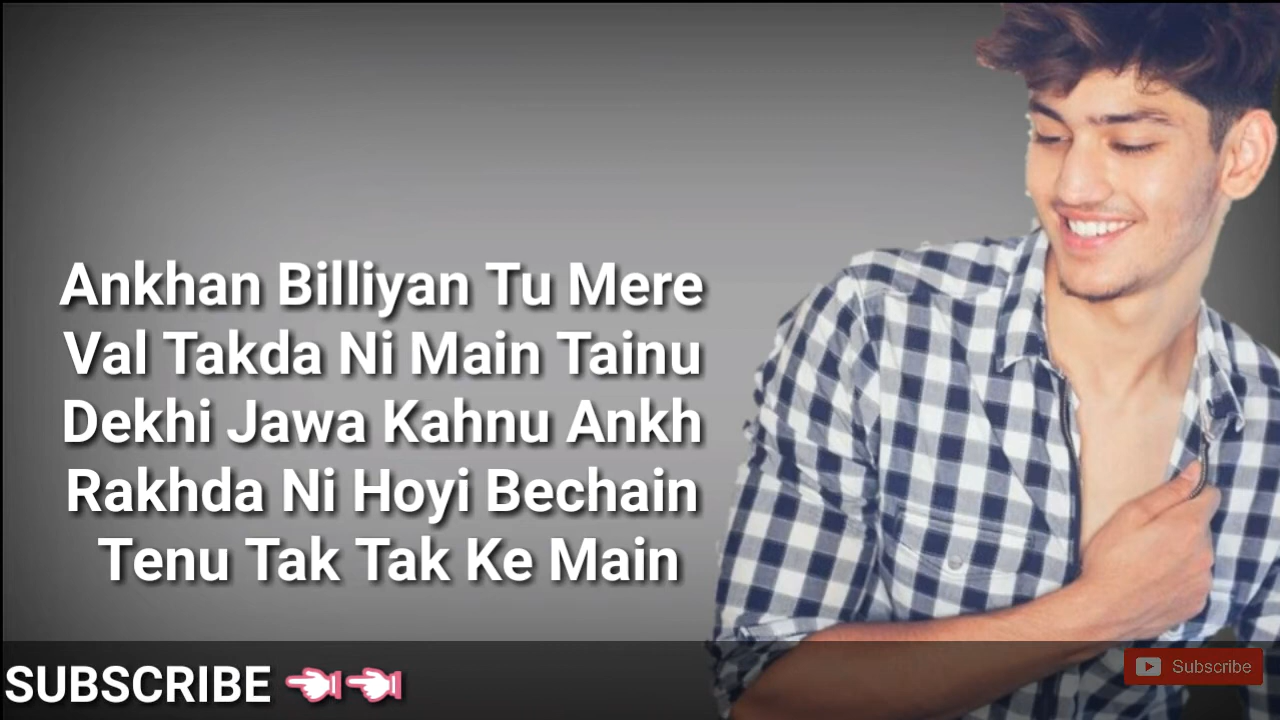 Ankhan Billiyan Tu Mere
Val Takda Ni Main Tainu
Dekhi Jawa Kahnu Ankh
Rakhda Ni Hoyi Bechain
Tenu Tak Tak Ke Main
SUBSCRIBE 👈👈
Subscribe